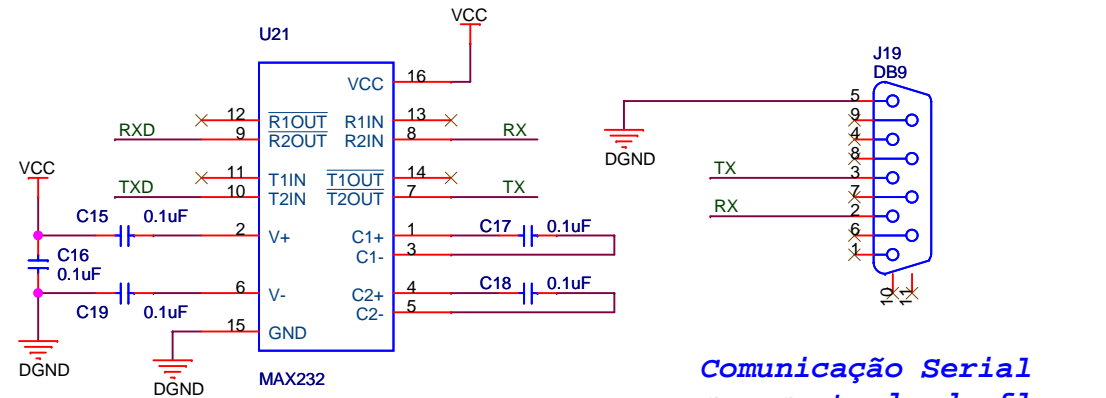 VCC
U21
J19
DB9
VCC 16
12 R1OUT R1IN 13
RXD 9 R2OUT R2IN 8 RX
DGND
VCC
11 T1IN T1OUT 14
TXD 10 T2IN T2OUT 7 TX
C15 0.1uF 2 V+ C1+ 1 C17 0.1uF
C1- 3
C16
0.1uF
C19 0.1uF 6 V- C2+ 4 C18 0.1uF
C2- 5
15 GND
DGND
DGND
MAX232
5
9
4
8
TX 3
7
RX 2
6
1
10 11
Comunicação Serial